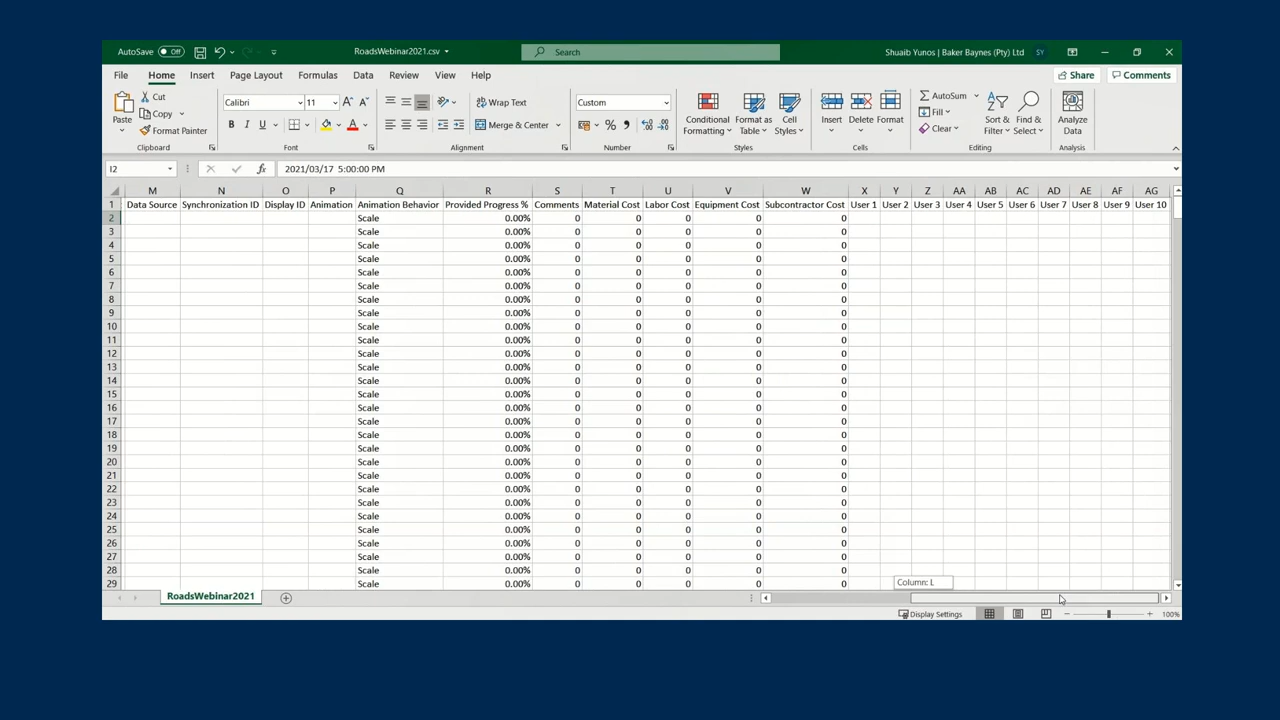 AutoSave Off RoadsWebinar2021.csv Search Shuaib Yunos | Baker Baynes (Pty) Ltd SY
File Home Insert Page Layout Formulas Data Review View Help Share Comments
Paste Cut Copy Format Painter Calibri 11 B I U A Wrap Text Merge & Center Custom % Conditional Formatting Format as Table Cell Styles Insert Delete Format AutoSum Fill Clear Sort & Filter Find & Select Analyze Data
Clipboard Font Alignment Number Styles Cells Editing Analysis
I2 fx 2021/03/17 5:00:00 PM
M N O P Q R S T U V W X Y Z AA AB AC AD AE AF AG
1 Data Source Synchronization ID Display ID Animation Animation Behavior Provided Progress % Comments Material Cost Labor Cost Equipment Cost Subcontractor Cost User 1 User 2 User 3 User 4 User 5 User 6 User 7 User 8 User 9 User 10
2 Scale 0.00% 0 0 0 0 0
3 Scale 0.00% 0 0 0 0 0
4 Scale 0.00% 0 0 0 0 0
5 Scale 0.00% 0 0 0 0 0
6 Scale 0.00% 0 0 0 0 0
7 Scale 0.00% 0 0 0 0 0
8 Scale 0.00% 0 0 0 0 0
9 Scale 0.00% 0 0 0 0 0
10 Scale 0.00% 0 0 0 0 0
11 Scale 0.00% 0 0 0 0 0
12 Scale 0.00% 0 0 0 0 0
13 Scale 0.00% 0 0 0 0 0
14 Scale 0.00% 0 0 0 0 0
15 Scale 0.00% 0 0 0 0 0
16 Scale 0.00% 0 0 0 0 0
17 Scale 0.00% 0 0 0 0 0
18 Scale 0.00% 0 0 0 0 0
19 Scale 0.00% 0 0 0 0 0
20 Scale 0.00% 0 0 0 0 0
21 Scale 0.00% 0 0 0 0 0
22 Scale 0.00% 0 0 0 0 0
23 Scale 0.00% 0 0 0 0 0
24 Scale 0.00% 0 0 0 0 0
25 Scale 0.00% 0 0 0 0 0
26 Scale 0.00% 0 0 0 0 0
27 Scale 0.00% 0 0 0 0 0
28 Scale 0.00% 0 0 0 0 0
29 Scale 0.00% 0 0 0 0 0
Column: L
RoadsWebinar2021
Display Settings 100%